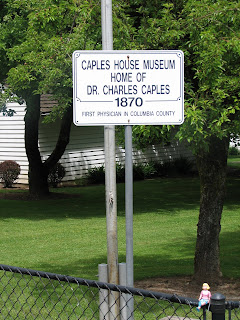 CAPLES HOUSE MUSEUM
HOME OF
DR. CHARLES CAPLES
1870
FIRST PHYSICIAN IN COLUMBIA COUNTY